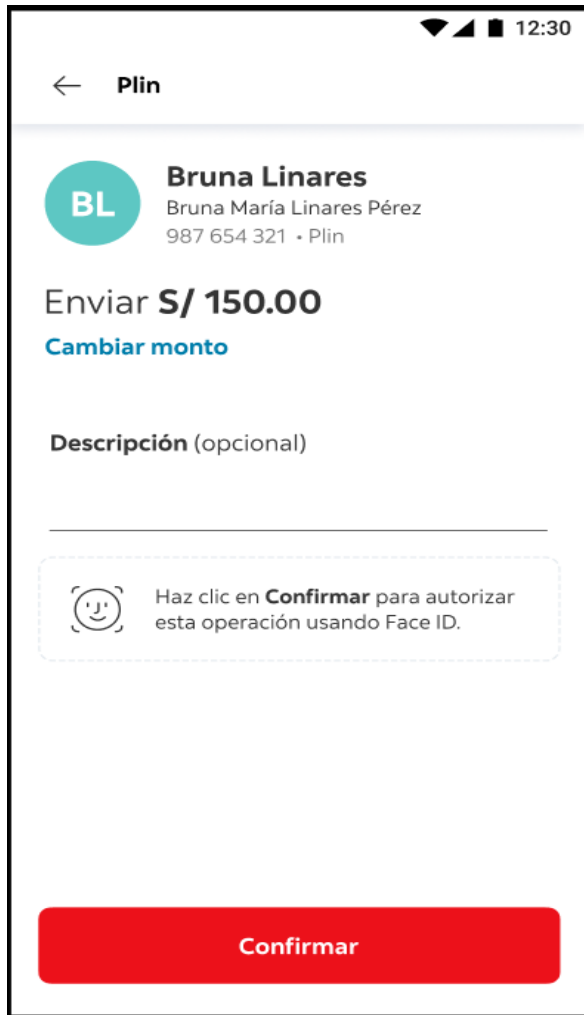 12:30
Plin
BL
Bruna Linares
Bruna María Linares Pérez
987 654 321 • Plin
Enviar S/ 150.00
Cambiar monto
Descripción (opcional)
Haz clic en Confirmar para autorizar
esta operación usando Face ID.
Confirmar